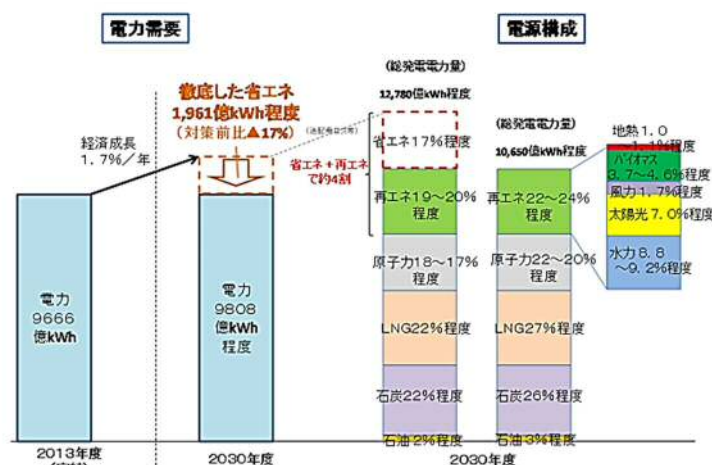 電力需要
電源構成
徹底した省エネ
1,961億kWh程度
(対策前比▲17%)
経済成長
1.7%/年
電力
9666
億kWh
電力
9808
億kWh
程度
2013年度
2030年度
(総発電電力量)
12,780億kWh程度
省エネ17%程度
省エネ+再エネ
で約4割
再エネ19~20%
程度
原子力18~17%
程度
LNG22%程度
石炭22%程度
石油 2%程度
(総発電電力量)
10,650億kWh程度
再エネ22~24%
程度
原子力22~20%
程度
LNG27%程度
石炭26%程度
石油 3%程度
2030年度
地熱1.0
~1.1%程度
バイオマス
3.7~4.6%程度
風力1.7%程度
太陽光7.0%程度
水力8.8
~9.2%程度